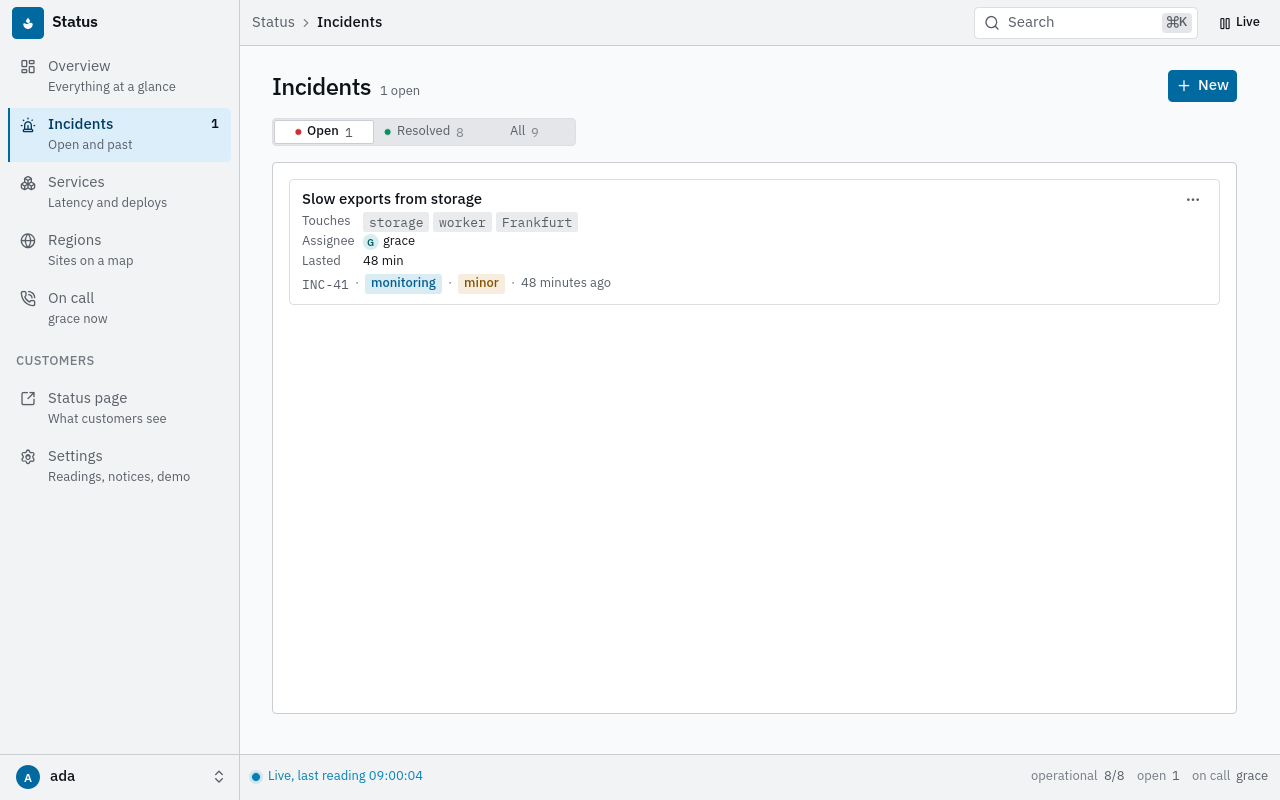 Status
Overview
Everything at a glance
Incidents 1
Open and past
Services
Latency and deploys
Regions
Sites on a map
On call
grace now
CUSTOMERS
Status page
What customers see
Settings
Readings, notices, demo
A ada
Status > Incidents
Search ⌘K
Live
Incidents 1 open
+ New
Open 1 Resolved 8 All 9
Slow exports from storage ...
Touches storage worker Frankfurt
Assignee G grace
Lasted 48 min
INC-41 · monitoring · minor · 48 minutes ago
Live, last reading 09:00:04
operational 8/8 open 1 on call grace